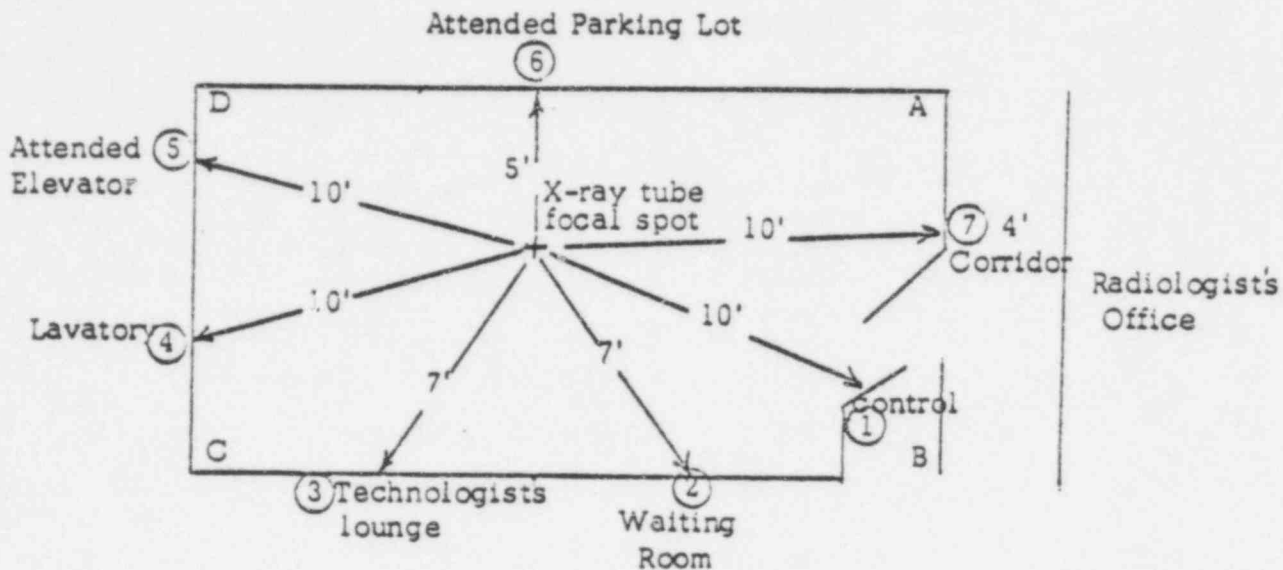 Attended Parking Lot
6
D
A
Attended
Elevator
5
10'
5'
X-ray tube
focal spot
10'
7
4'
Corridor
Radiologist's
Office
Lavatory
4
10'
10'
7'
7'
control
1
C
B
3
Technologist's
lounge
2
Waiting
Room